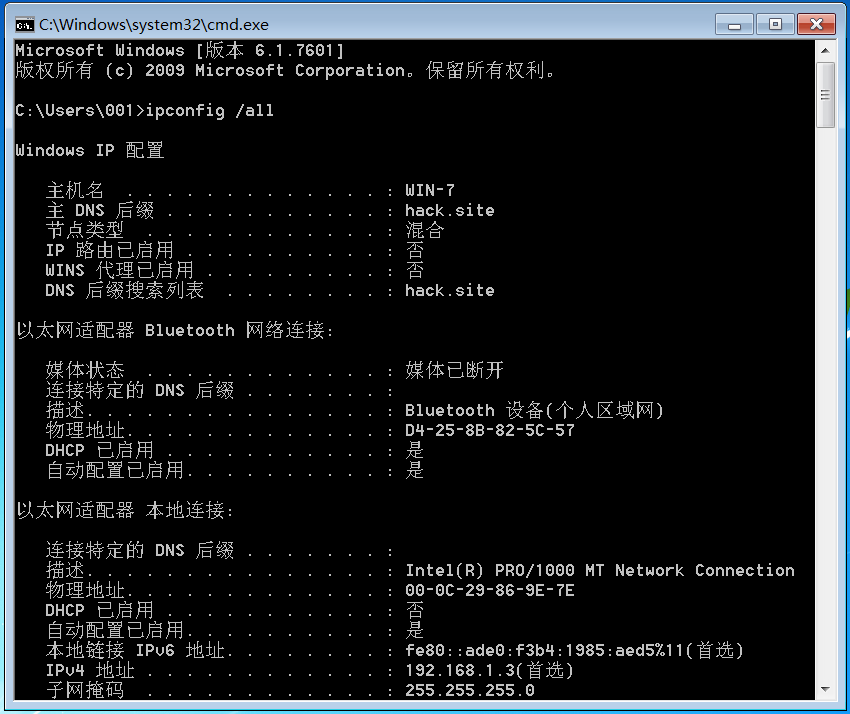 C:\Windows\system32\cmd.exe
Microsoft Windows [版本 6.1.7601]
版权所有 (c) 2009 Microsoft Corporation。保留所有权利。
C:\Users\001>ipconfig /all
Windows IP 配置
主机名 . . . . . . . . . . . . . : WIN-7
主 DNS 后缀 . . . . . . . . . . . : hack.site
节点类型 . . . . . . . . . . . . : 混合
IP 路由已启用 . . . . . . . . . . : 否
WINS 代理已启用 . . . . . . . . . : 否
DNS 后缀搜索列表 . . . . . . . . : hack.site
以太网适配器 Bluetooth 网络连接:
媒体状态 . . . . . . . . . . . . : 媒体已断开
连接特定的 DNS 后缀 . . . . . . . :
描述. . . . . . . . . . . . . . . : Bluetooth 设备(个人区域网)
物理地址. . . . . . . . . . . . . : D4-25-8B-82-5C-57
DHCP 已启用 . . . . . . . . . . . : 是
自动配置已启用. . . . . . . . . . : 是
以太网适配器 本地连接:
连接特定的 DNS 后缀 . . . . . . . :
描述. . . . . . . . . . . . . . . : Intel(R) PRO/1000 MT Network Connection
物理地址. . . . . . . . . . . . . : 00-0C-29-86-9E-7E
DHCP 已启用 . . . . . . . . . . . : 否
自动配置已启用. . . . . . . . . . : 是
本地链接 IPv6 地址. . . . . . . . : fe80::ade0:f3b4:1985:aed5%11(首选)
IPv4 地址 . . . . . . . . . . . . : 192.168.1.3(首选)
子网掩码 . . . . . . . . . . . . : 255.255.255.0